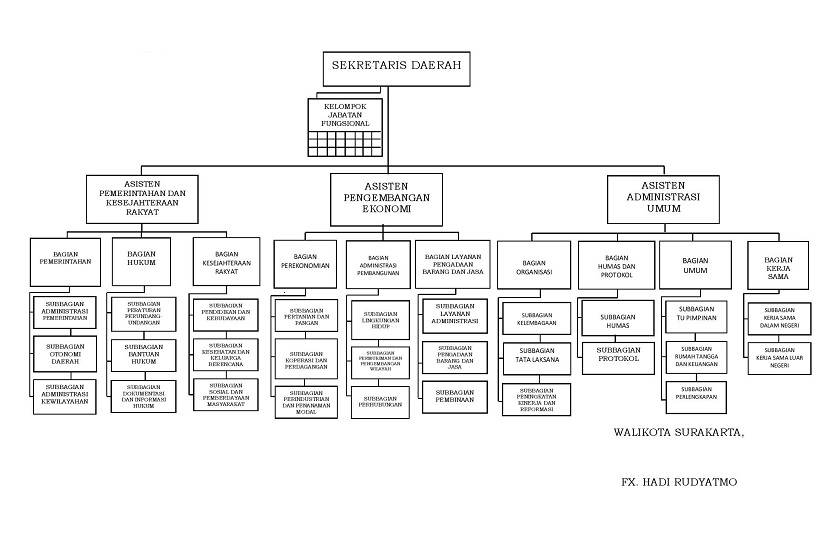 SEKRETARIS DAERAH
KELOMPOK
JABATAN
FUNGSIONAL
ASISTEN
PEMERINTAHAN DAN
KESEJAHTERAAN
RAKYAT
ASISTEN
PENGEMBANGAN
EKONOMI
ASISTEN
ADMINISTRASI
UMUM
BAGIAN
PEMERINTAHAN
BAGIAN
HUKUM
BAGIAN
KESEJAHTERAAN
RAKYAT
BAGIAN
PEREKONOMIAN
BAGIAN
ADMINISTRASI
PEMBANGUNAN
BAGIAN LAYANAN
PENGADAAN
BARANG DAN JASA
BAGIAN
ORGANISASI
BAGIAN
HUMAS DAN
PROTOKOL
BAGIAN
UMUM
BAGIAN
KERJA
SAMA
SUBBAGIAN
ADMINISTRASI
PEMERINTAHAN
SUBBAGIAN
OTONOMI
DAERAH
SUBBAGIAN
ADMINISTRASI
KEWILAYAHAN
SUBBAGIAN
PERATURAN
PERUNDANG-
UNDANGAN
SUBBAGIAN
BANTUAN
HUKUM
SUBBAGIAN
DOKUMENTASI
DAN INFORMASI
HUKUM
SUBBAGIAN
PENDIDIKAN DAN
KEBUDAYAAN
SUBBAGIAN
KESEHATAN DAN
KELUARGA
BERENCANA
SUBBAGIAN
SOSIAL DAN
PEMBERDAYAAN
MASYARAKAT
SUBBAGIAN
PERTANIAN DAN
PANGAN
SUBBAGIAN
KOPERASI DAN
PERDAGANGAN
SUBBAGIAN
PERINDUSTRIAN
DAN PENANAMAN
MODAL
SUBBAGIAN
LINGKUNGAN
HIDUP
SUBBAGIAN
PERMUKIMAN DAN
PENGEMBANGAN
WILAYAH
SUBBAGIAN
PERHUBUNGAN
SUBBAGIAN
LAYANAN
ADMINISTRASI
SUBBAGIAN
PENGADAAN
BARANG DAN
JASA
SUBBAGIAN
PEMBINAAN
SUBBAGIAN
KELEMBAGAAN
SUBBAGIAN
TATA LAKSANA
SUBBAGIAN
PENINGKATAN
KINERJA DAN
REFORMASI
SUBBAGIAN
HUMAS
SUBBAGIAN
PROTOKOL
SUBBAGIAN
TU PIMPINAN
SUBBAGIAN
RUMAH TANGGA
DAN KEUANGAN
SUBBAGIAN
PERLENGKAPAN
SUBBAGIAN
KERJA SAMA
DALAM NEGERI
SUBBAGIAN
KERJA SAMA LUAR
NEGERI
WALIKOTA SURAKARTA,
FX. HADI RUDYATMO